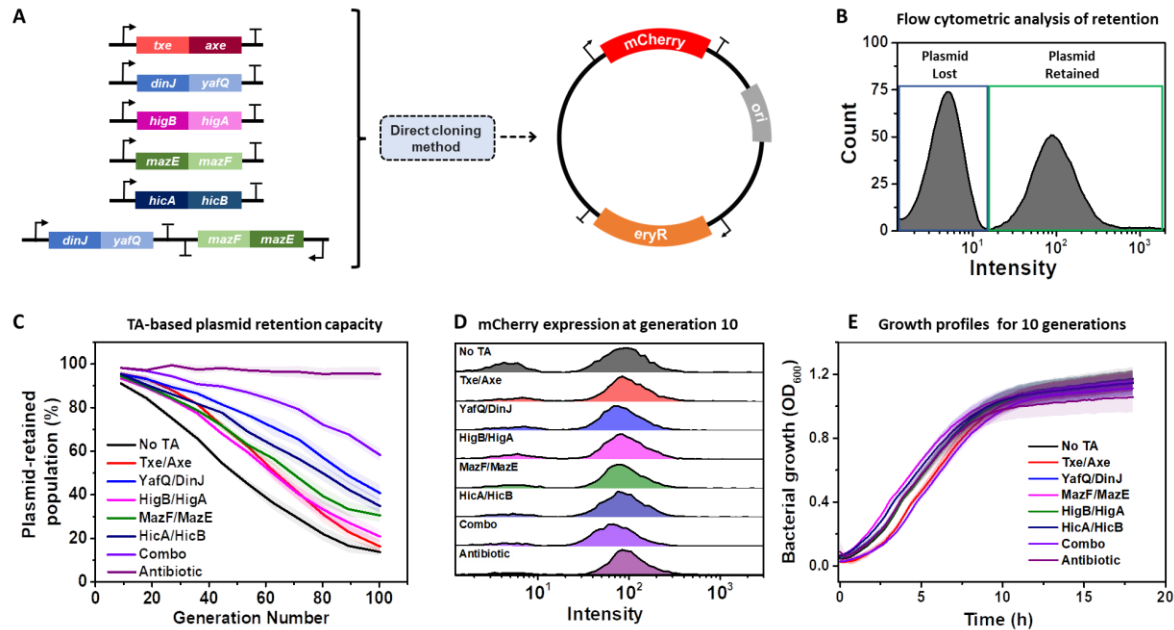 A
txe axe
dinJ yafQ
higB higA
mazE mazF
hicA hicB
dinJ yafQ mazF mazE
Direct cloning
method
mCherry
ori
eryR
B Flow cytometric analysis of retention
Plasmid
Lost
Plasmid
Retained
100
75
50
25
0
Count
10¹ 10² 10³
Intensity
C TA-based plasmid retention capacity
Plasmid-retained
population (%)
100
80
60
40
20
0
No TA
Txe/Axe
YafQ/DinJ
HigB/HigA
MazF/MazE
HicA/HicB
Combo
Antibiotic
0 20 40 60 80 100
Generation Number
D mCherry expression at generation 10
No TA
Txe/Axe
YafQ/DinJ
HigB/HigA
MazF/MazE
HicA/HicB
Combo
Antibiotic
10¹ 10² 10³
Intensity
E Growth profiles for 10 generations
Bacterial growth (OD₆₀₀)
1.2
0.8
0.4
0.0
No TA
Txe/Axe
YafQ/DinJ
MazF/MazE
HigB/HigA
HicA/HicB
Combo
Antibiotic
0 5 10 15 20
Time (h)